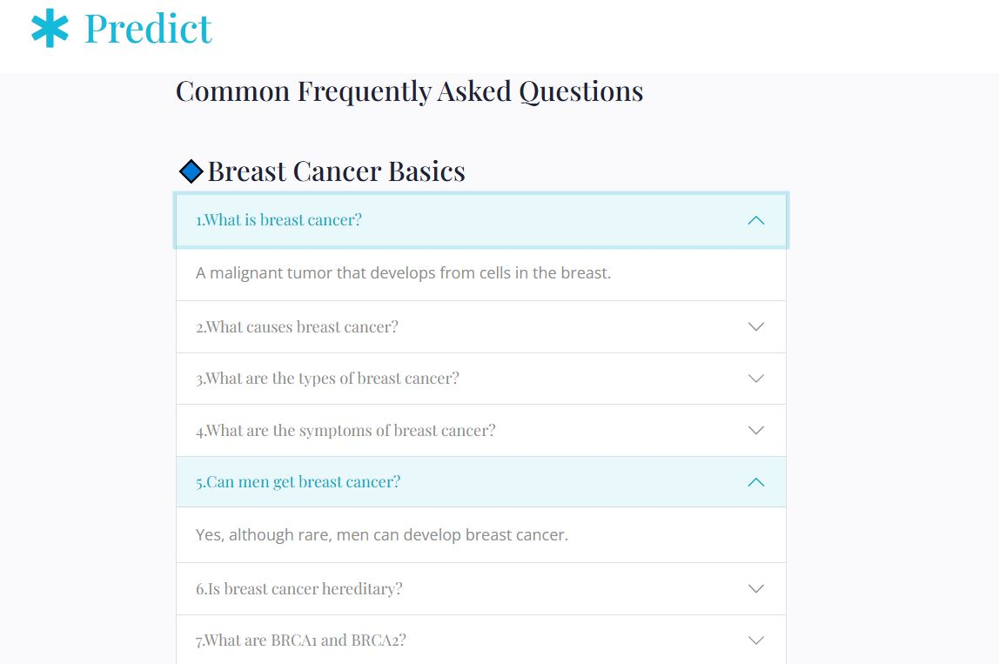 Predict
Common Frequently Asked Questions
Breast Cancer Basics
1.What is breast cancer?
A malignant tumor that develops from cells in the breast.
2.What causes breast cancer?
3.What are the types of breast cancer?
4.What are the symptoms of breast cancer?
5.Can men get breast cancer?
Yes, although rare, men can develop breast cancer.
6.Is breast cancer hereditary?
7.What are BRCA1 and BRCA2?